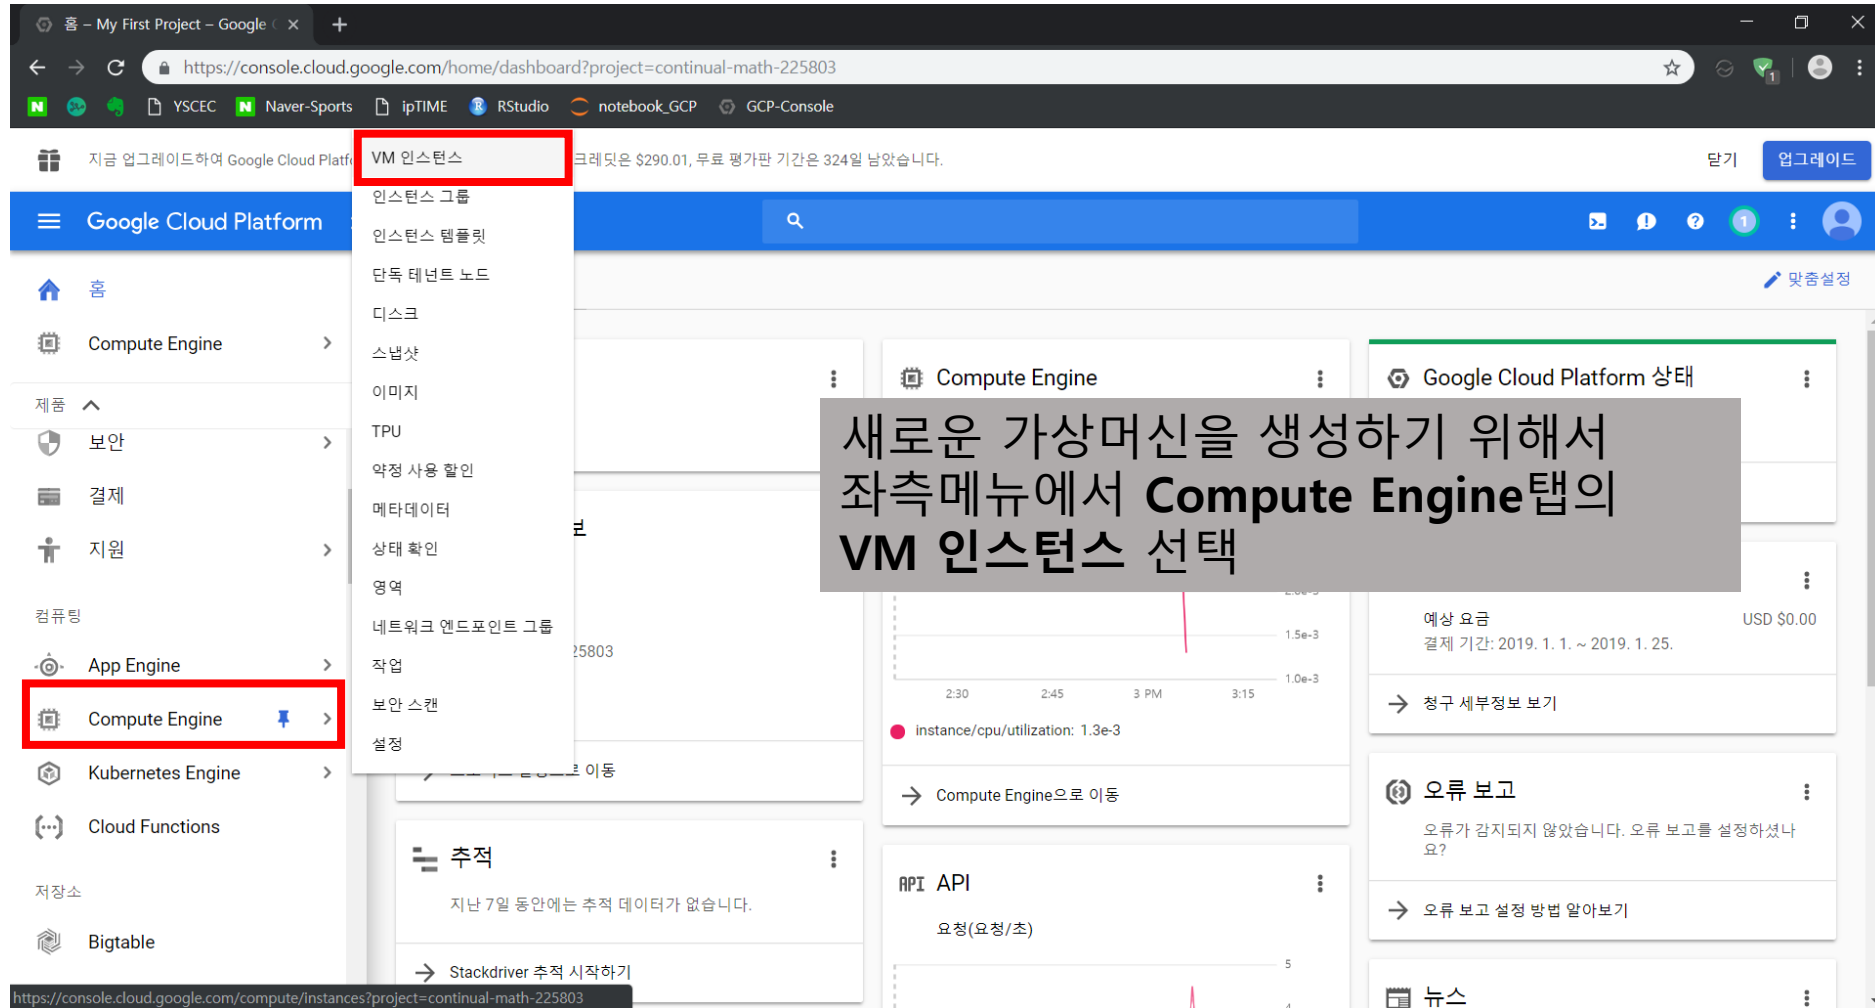 홈 – My First Project – Google
https://console.cloud.google.com/home/dashboard?project=continual-math-225803
YSCEC
Naver-Sports
ipTIME
RStudio
notebook_GCP
GCP-Console
지금 업그레이드하여 Google Cloud
크레딧은 $290.01, 무료 평가판 기간은 324일 남았습니다.
닫기
업그레이드
Google Cloud Platform
1
맞춤설정
홈
Compute Engine
제품
보안
결제
지원
컴퓨팅
App Engine
Compute Engine
Kubernetes Engine
Cloud Functions
저장소
Bigtable
https://console.cloud.google.com/compute/instances?project=continual-math-225803
VM 인스턴스
인스턴스 그룹
인스턴스 템플릿
단독 테넌트 노드
디스크
스냅샷
이미지
TPU
약정 사용 할인
메타데이터
상태 확인
영역
네트워크 엔드포인트 그룹
작업
보안 스캔
설정
보
25803
이동
추적
지난 7일 동안에는 추적 데이터가 없습니다.
Stackdriver 추적 시작하기
Compute Engine
새로운 가상머신을 생성하기 위해서
좌측메뉴에서 Compute Engine탭의
VM 인스턴스 선택
1.5e-3
1.0e-3
2:30
2:45
3 PM
3:15
instance/cpu/utilization: 1.3e-3
Compute Engine으로 이동
API API
요청(요청/초)
5
Google Cloud Platform 상태
예상 요금
USD $0.00
결제 기간: 2019. 1. 1. ~ 2019. 1. 25.
청구 세부정보 보기
오류 보고
오류가 감지되지 않았습니다. 오류 보고를 설정하셨나
요?
오류 보고 설정 방법 알아보기
뉴스